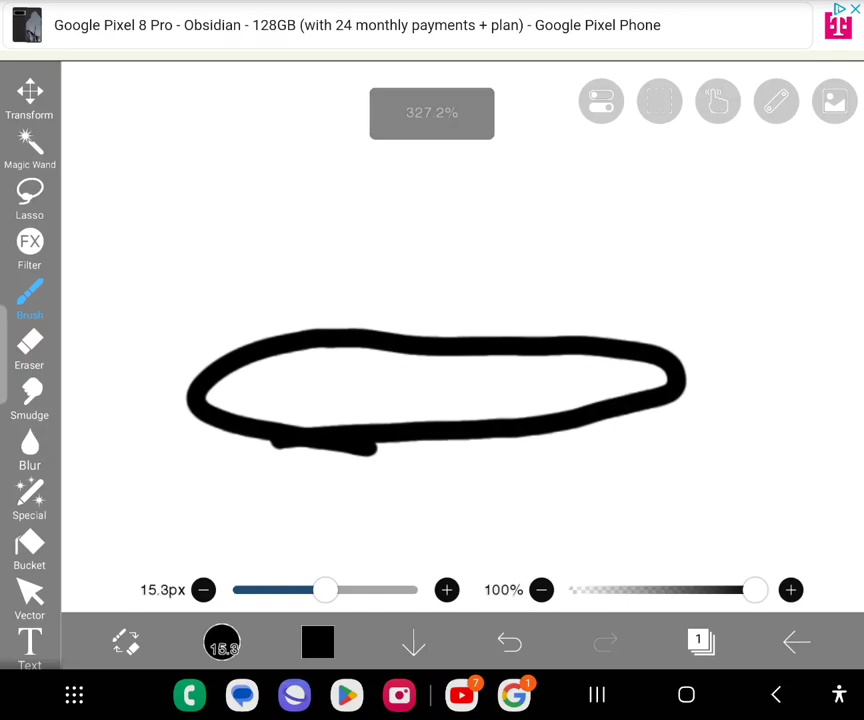 Google Pixel 8 Pro - Obsidian - 128GB (with 24 monthly payments + plan) - Google Pixel Phone
T
327.2%
Transform
Magic Wand
Lasso
FX
Filter
Brush
Eraser
Smudge
Blur
Special
Bucket
Vector
T
Text
15.3px
100%
15.3
1
7
1